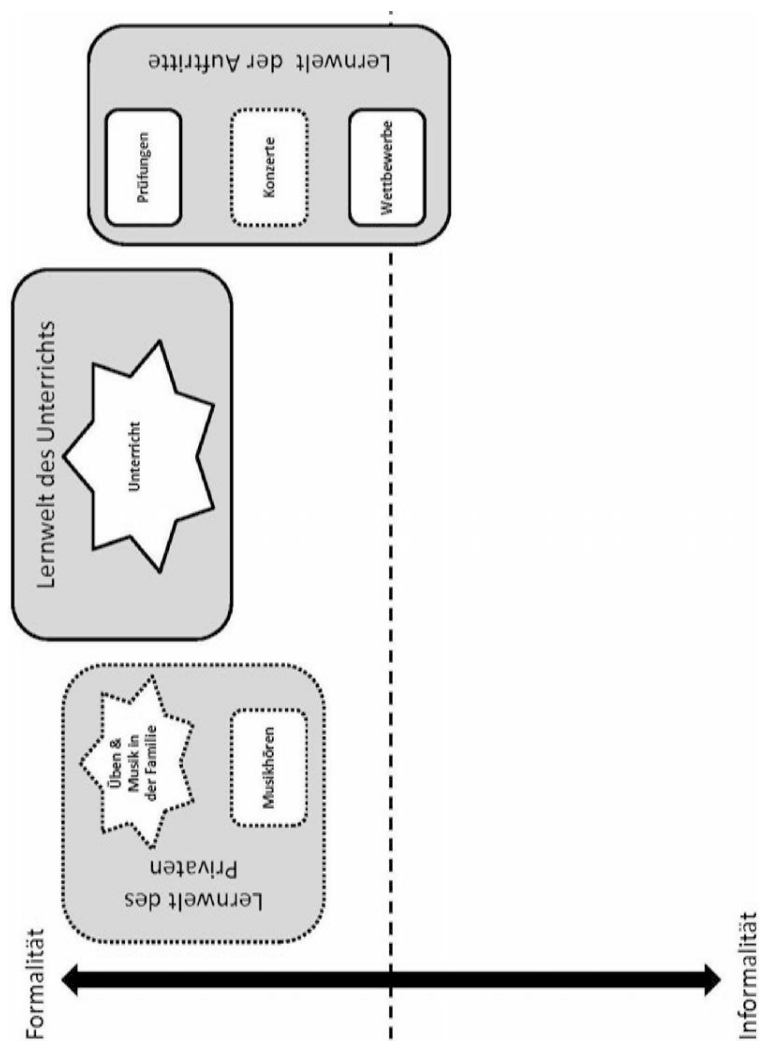 Formalität
Informalität
Lernwelt des
Privaten
Üben &
Musik in
der Familie
Musikhören
Lernwelt des Unterrichts
Unterricht
Lernwelt der Auftritte
Prüfungen
Konzerte
Wettbewerbe